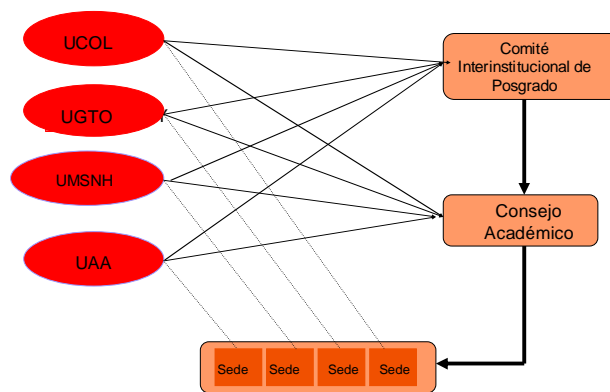 UCOL
UGTO
UMSNH
UAA
Comité
Interinstitucional de
Posgrado
Consejo
Académico
Sede Sede Sede Sede